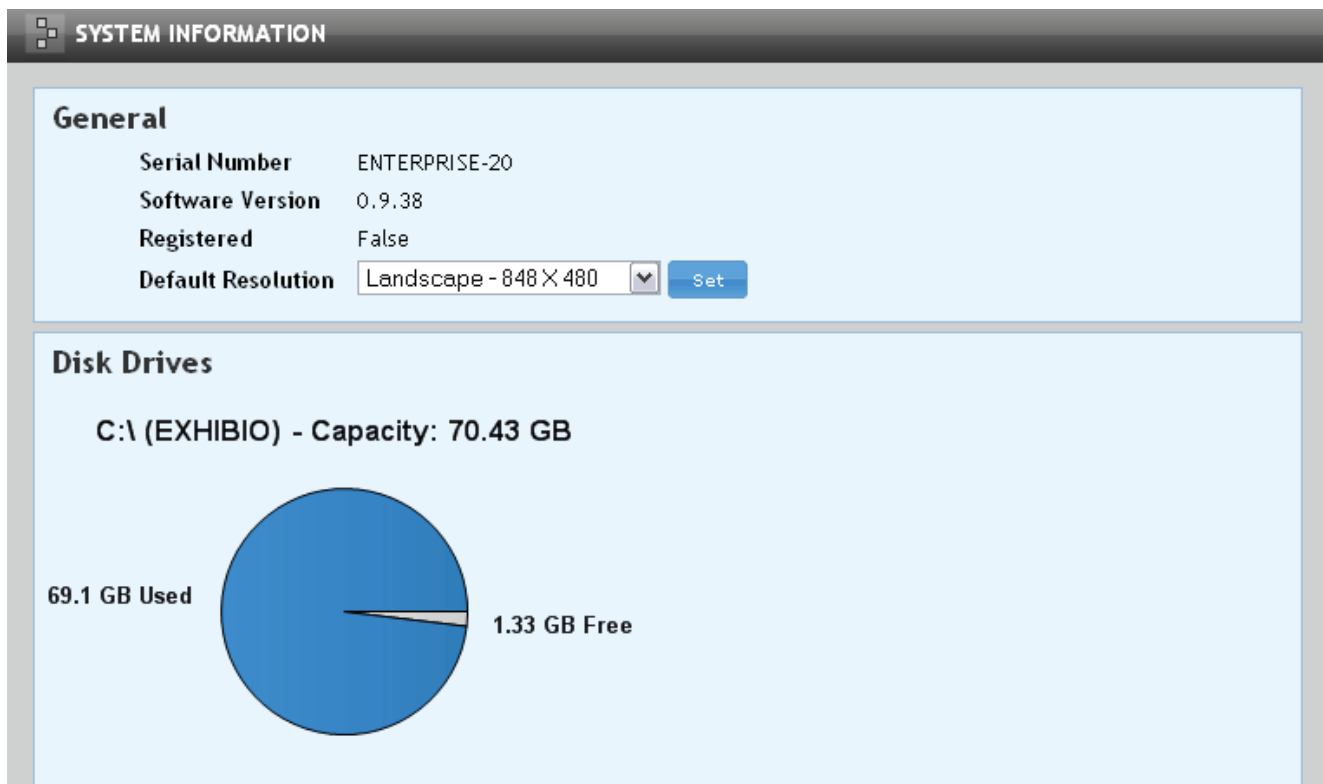 SYSTEM INFORMATION
General
Serial Number ENTERPRISE-20
Software Version 0.9.38
Registered False
Default Resolution Landscape - 848 X 480 Set
Disk Drives
C:\ (EXHIBIO) - Capacity: 70.43 GB
69.1 GB Used
1.33 GB Free